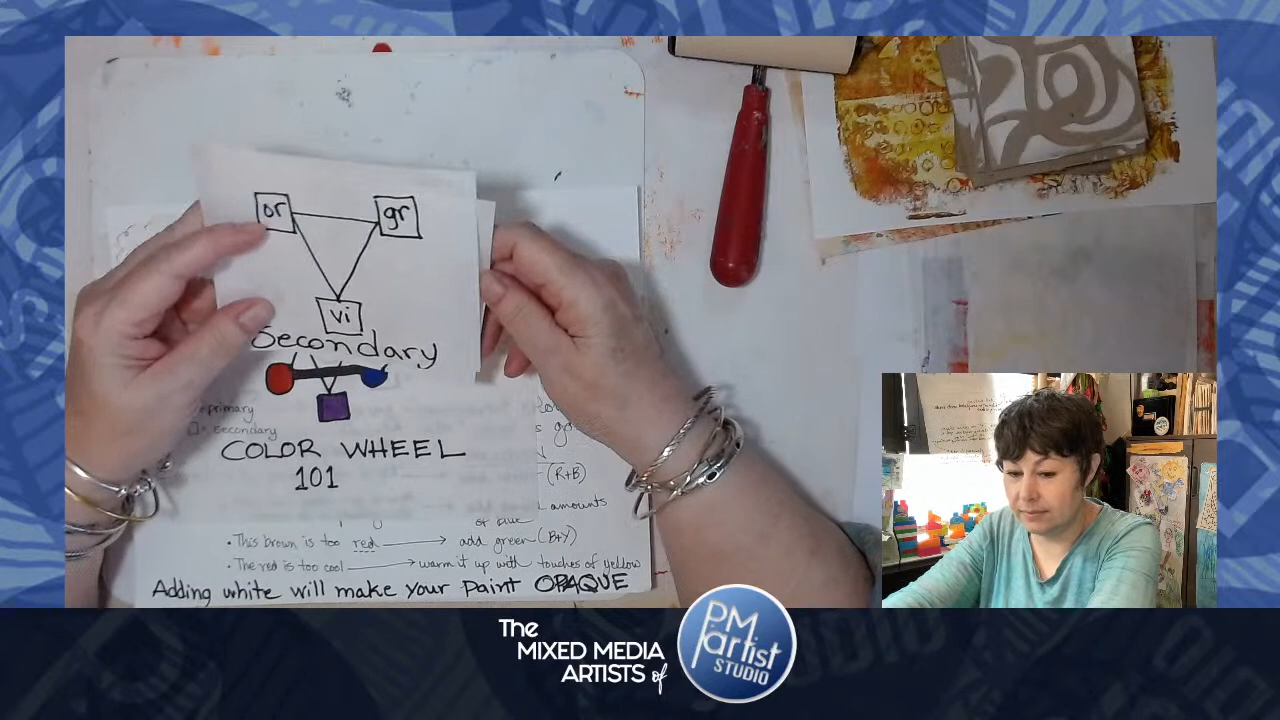 or
gr
vi
Secondary
primary
= Secondary
COLOR WHEEL
101
(R+B)
amounts
of blue
• This brown is too red → add green (B+Y)
• The red is too cool → warm it up with touches of yellow
Adding white will make your paint OPAQUE
The
MIXED MEDIA
ARTISTS of
PM
artist
STUDIO